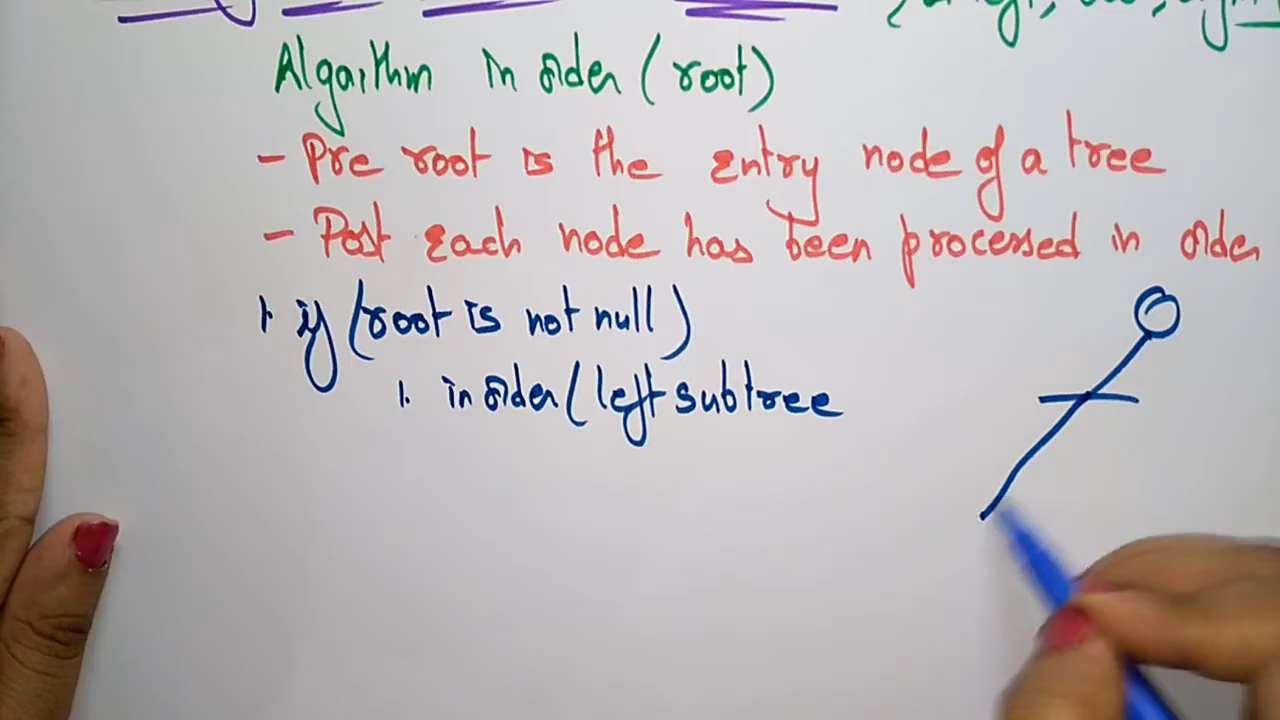 Algorithm in order (root)
- Pre root is the entry node of a tree
- Post each node has been processed in order
1. if (root is not null)
1. in order (left subtree